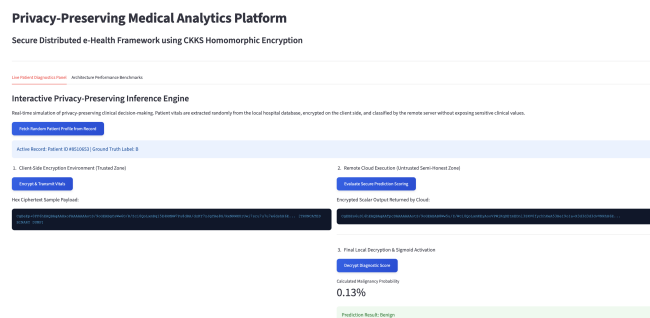 Privacy-Preserving Medical Analytics Platform
Secure Distributed e-Health Framework using CKKS Homomorphic Encryption
Live Patient Diagnostics Panel Architecture Performance Benchmarks
Interactive Privacy-Preserving Inference Engine
Real-time simulation of privacy-preserving clinical decision-making. Patient vitals are extracted randomly from the local hospital database, encrypted on the client side, and classified by the remote server without exposing sensitive clinical values.
Fetch Random Patient Profile from Record
Active Record: Patient ID #8510653 | Ground Truth Label: B
1. Client-Side Encryption Environment (Trusted Zone)
Encrypt & Transmit Vitals
Hex Ciphertext Sample Payload:
2. Remote Cloud Execution (Untrusted Semi-Honest Zone)
Evaluate Secure Prediction Scoring
Encrypted Scalar Output Returned by Cloud:
3. Final Local Decryption & Sigmoid Activation
Decrypt Diagnostic Score
Calculated Malignancy Probability
0.13%
Prediction Result: Benign